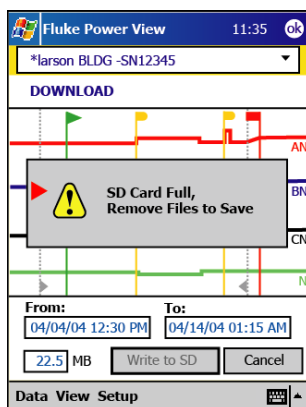 Fluke Power View 11:35 ok
*larson BLDG -SN12345
DOWNLOAD
AN
SD Card Full,
Remove Files to Save
BN
CN
N
From: To:
04/04/04 12:30 PM 04/14/04 01:15 AM
22.5 MB Write to SD Cancel
Data View Setup